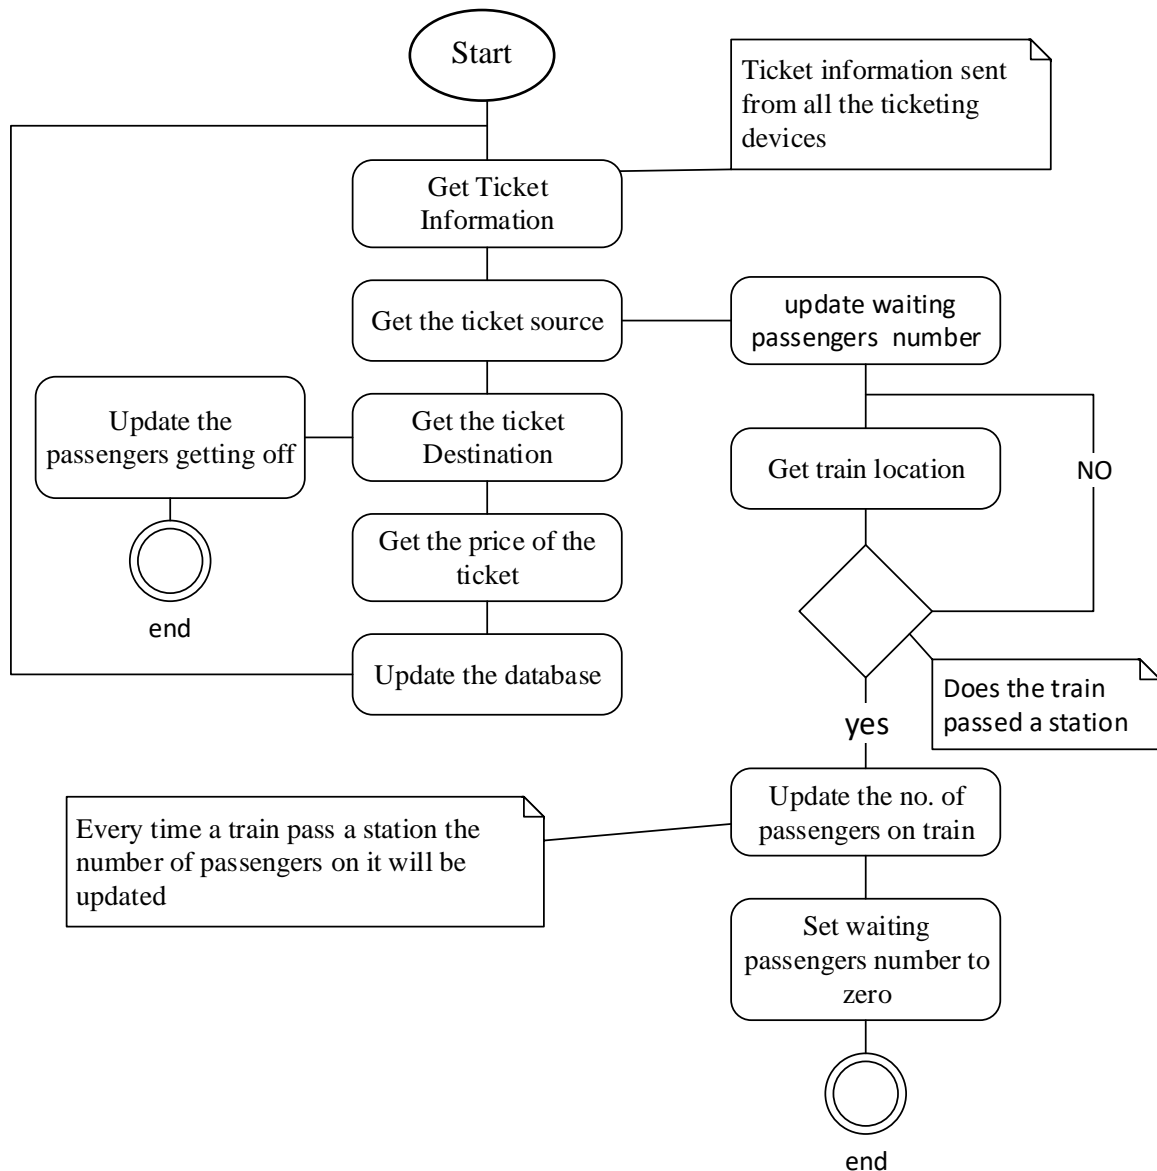 Start
Ticket information sent
from all the ticketing
devices
Get Ticket
Information
Get the ticket source
update waiting
passengers number
Update the
passengers getting off
Get the ticket
Destination
Get train location
NO
Get the price of the
ticket
end
Update the database
Does the train
passed a station
yes
Update the no. of
passengers on train
Every time a train pass a station the
number of passengers on it will be
updated
Set waiting
passengers number to
zero
end